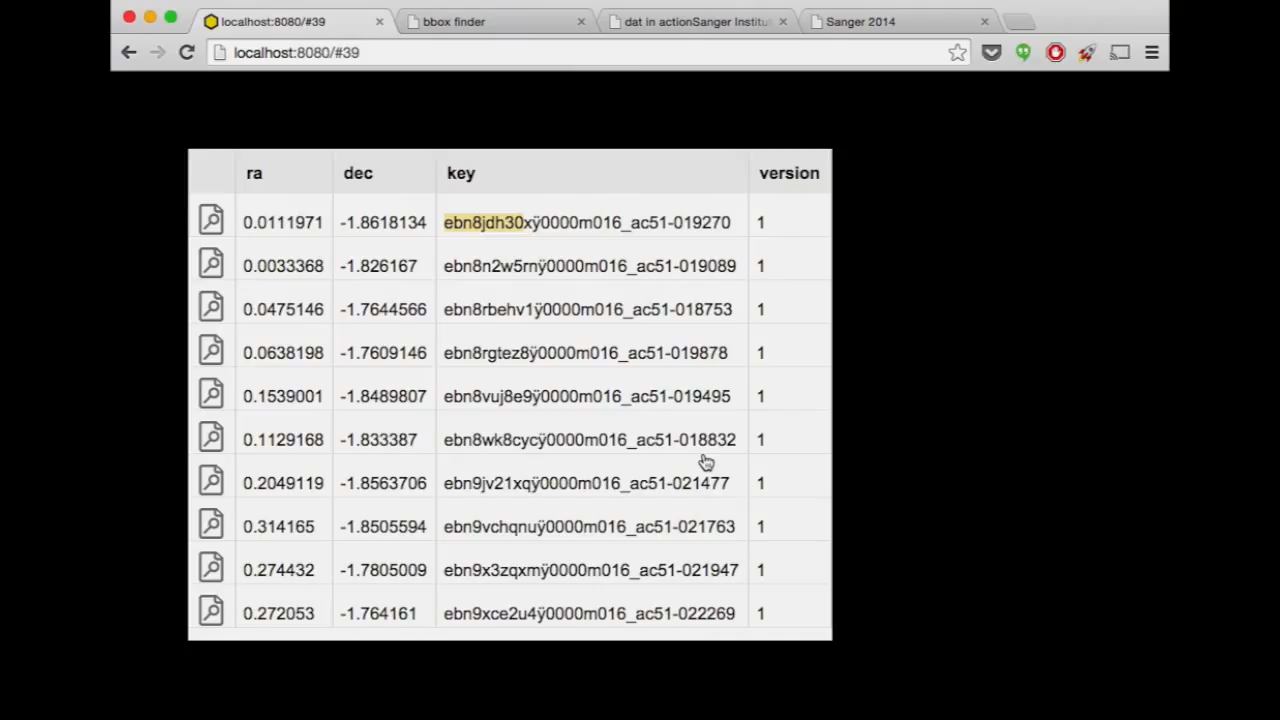 localhost:8080/#39 bbox finder dat in actionSanger Institu Sanger 2014
localhost:8080/#39
ra dec key version
0.0111971 -1.8618134 ebn8jdh30xÿ0000m016_ac51-019270 1
0.0033368 -1.826167 ebn8n2w5rnÿ0000m016_ac51-019089 1
0.0475146 -1.7644566 ebn8rbehv1ÿ0000m016_ac51-018753 1
0.0638198 -1.7609146 ebn8rgtez8ÿ0000m016_ac51-019878 1
0.1539001 -1.8489807 ebn8vuj8e9ÿ0000m016_ac51-019495 1
0.1129168 -1.833387 ebn8wk8cycÿ0000m016_ac51-018832 1
0.2049119 -1.8563706 ebn9jv21xqÿ0000m016_ac51-021477 1
0.314165 -1.8505594 ebn9vchqnuÿ0000m016_ac51-021763 1
0.274432 -1.7805009 ebn9x3zqxmÿ0000m016_ac51-021947 1
0.272053 -1.764161 ebn9xce2u4ÿ0000m016_ac51-022269 1